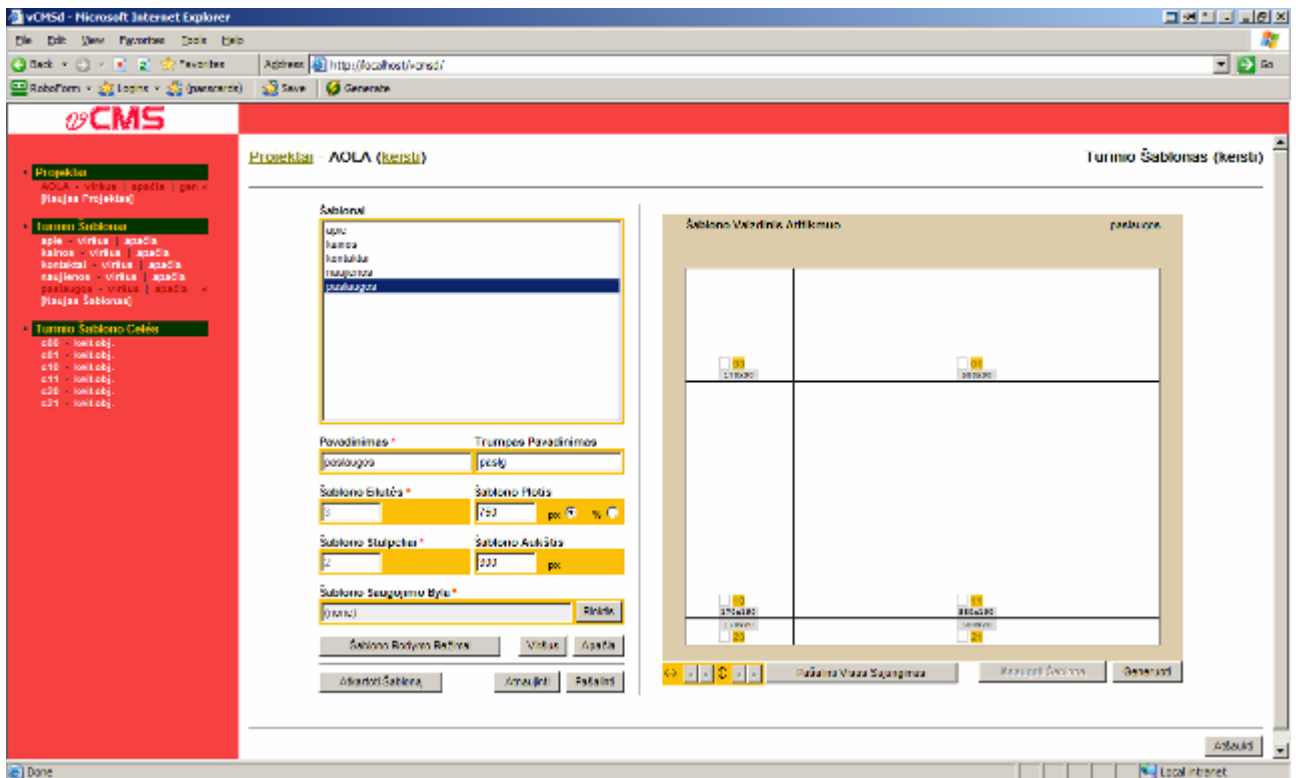 vCMSd - Microsoft Internet Explorer
File Edit View Favorites Tools Help
Back Favorites Address http://localhost/vcmsd/ Go
RoboForm Logins (passcards) Save Generate
vCMS
Projektai - AOLA (keisti)
Turinio Šablonas (keisti)
Projektai
AOLA - viršus | apačia | gen <
[Naujas Projektas]
Turinio Šablonai
apie - viršus | apačia
kainos - viršus | apačia
kontaktai - viršus | apačia
naujienos - viršus | apačia
paslaugos - viršus | apačia <
[Naujas Šablonas]
Turinio Šablono Celės
c00 - keit.obj.
c01 - keit.obj.
c10 - keit.obj.
c11 - keit.obj.
c20 - keit.obj.
c21 - keit.obj.
Šablonai
apie
kainos
kontaktai
naujienos
paslaugos
Pavadinimas * Trumpas Pavadinimas
paslaugos paslg
Šablono Eilutės * Šablono Plotis
3 750 px %
Šablono Stulpeliai * Šablono Aukštis
2 px
Šablono Saugojimo Byla *
(none) Rinktis
Šablono Rodymo Režimai Viršus Apačia
Atkartoti Šabloną Atnaujinti Pašalinti
Šablono Vaizdinis Atitikmuo paslaugos
00 01
10 11
20 21
Pašalinti Visus Sujungimus Išsaugoti Šabloną Generuoti
Atšaukti
Done Local intranet